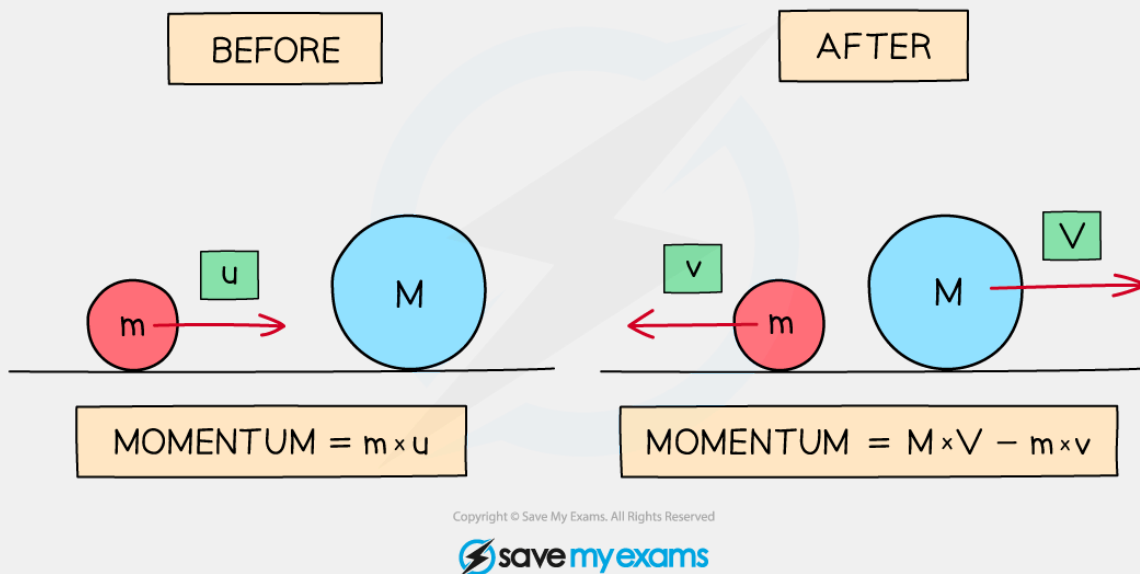 BEFORE
AFTER
u
m
M
v
m
M
V
MOMENTUM = m × u
MOMENTUM = M × V − m × v
Copyright © Save My Exams. All Rights Reserved
save my exams